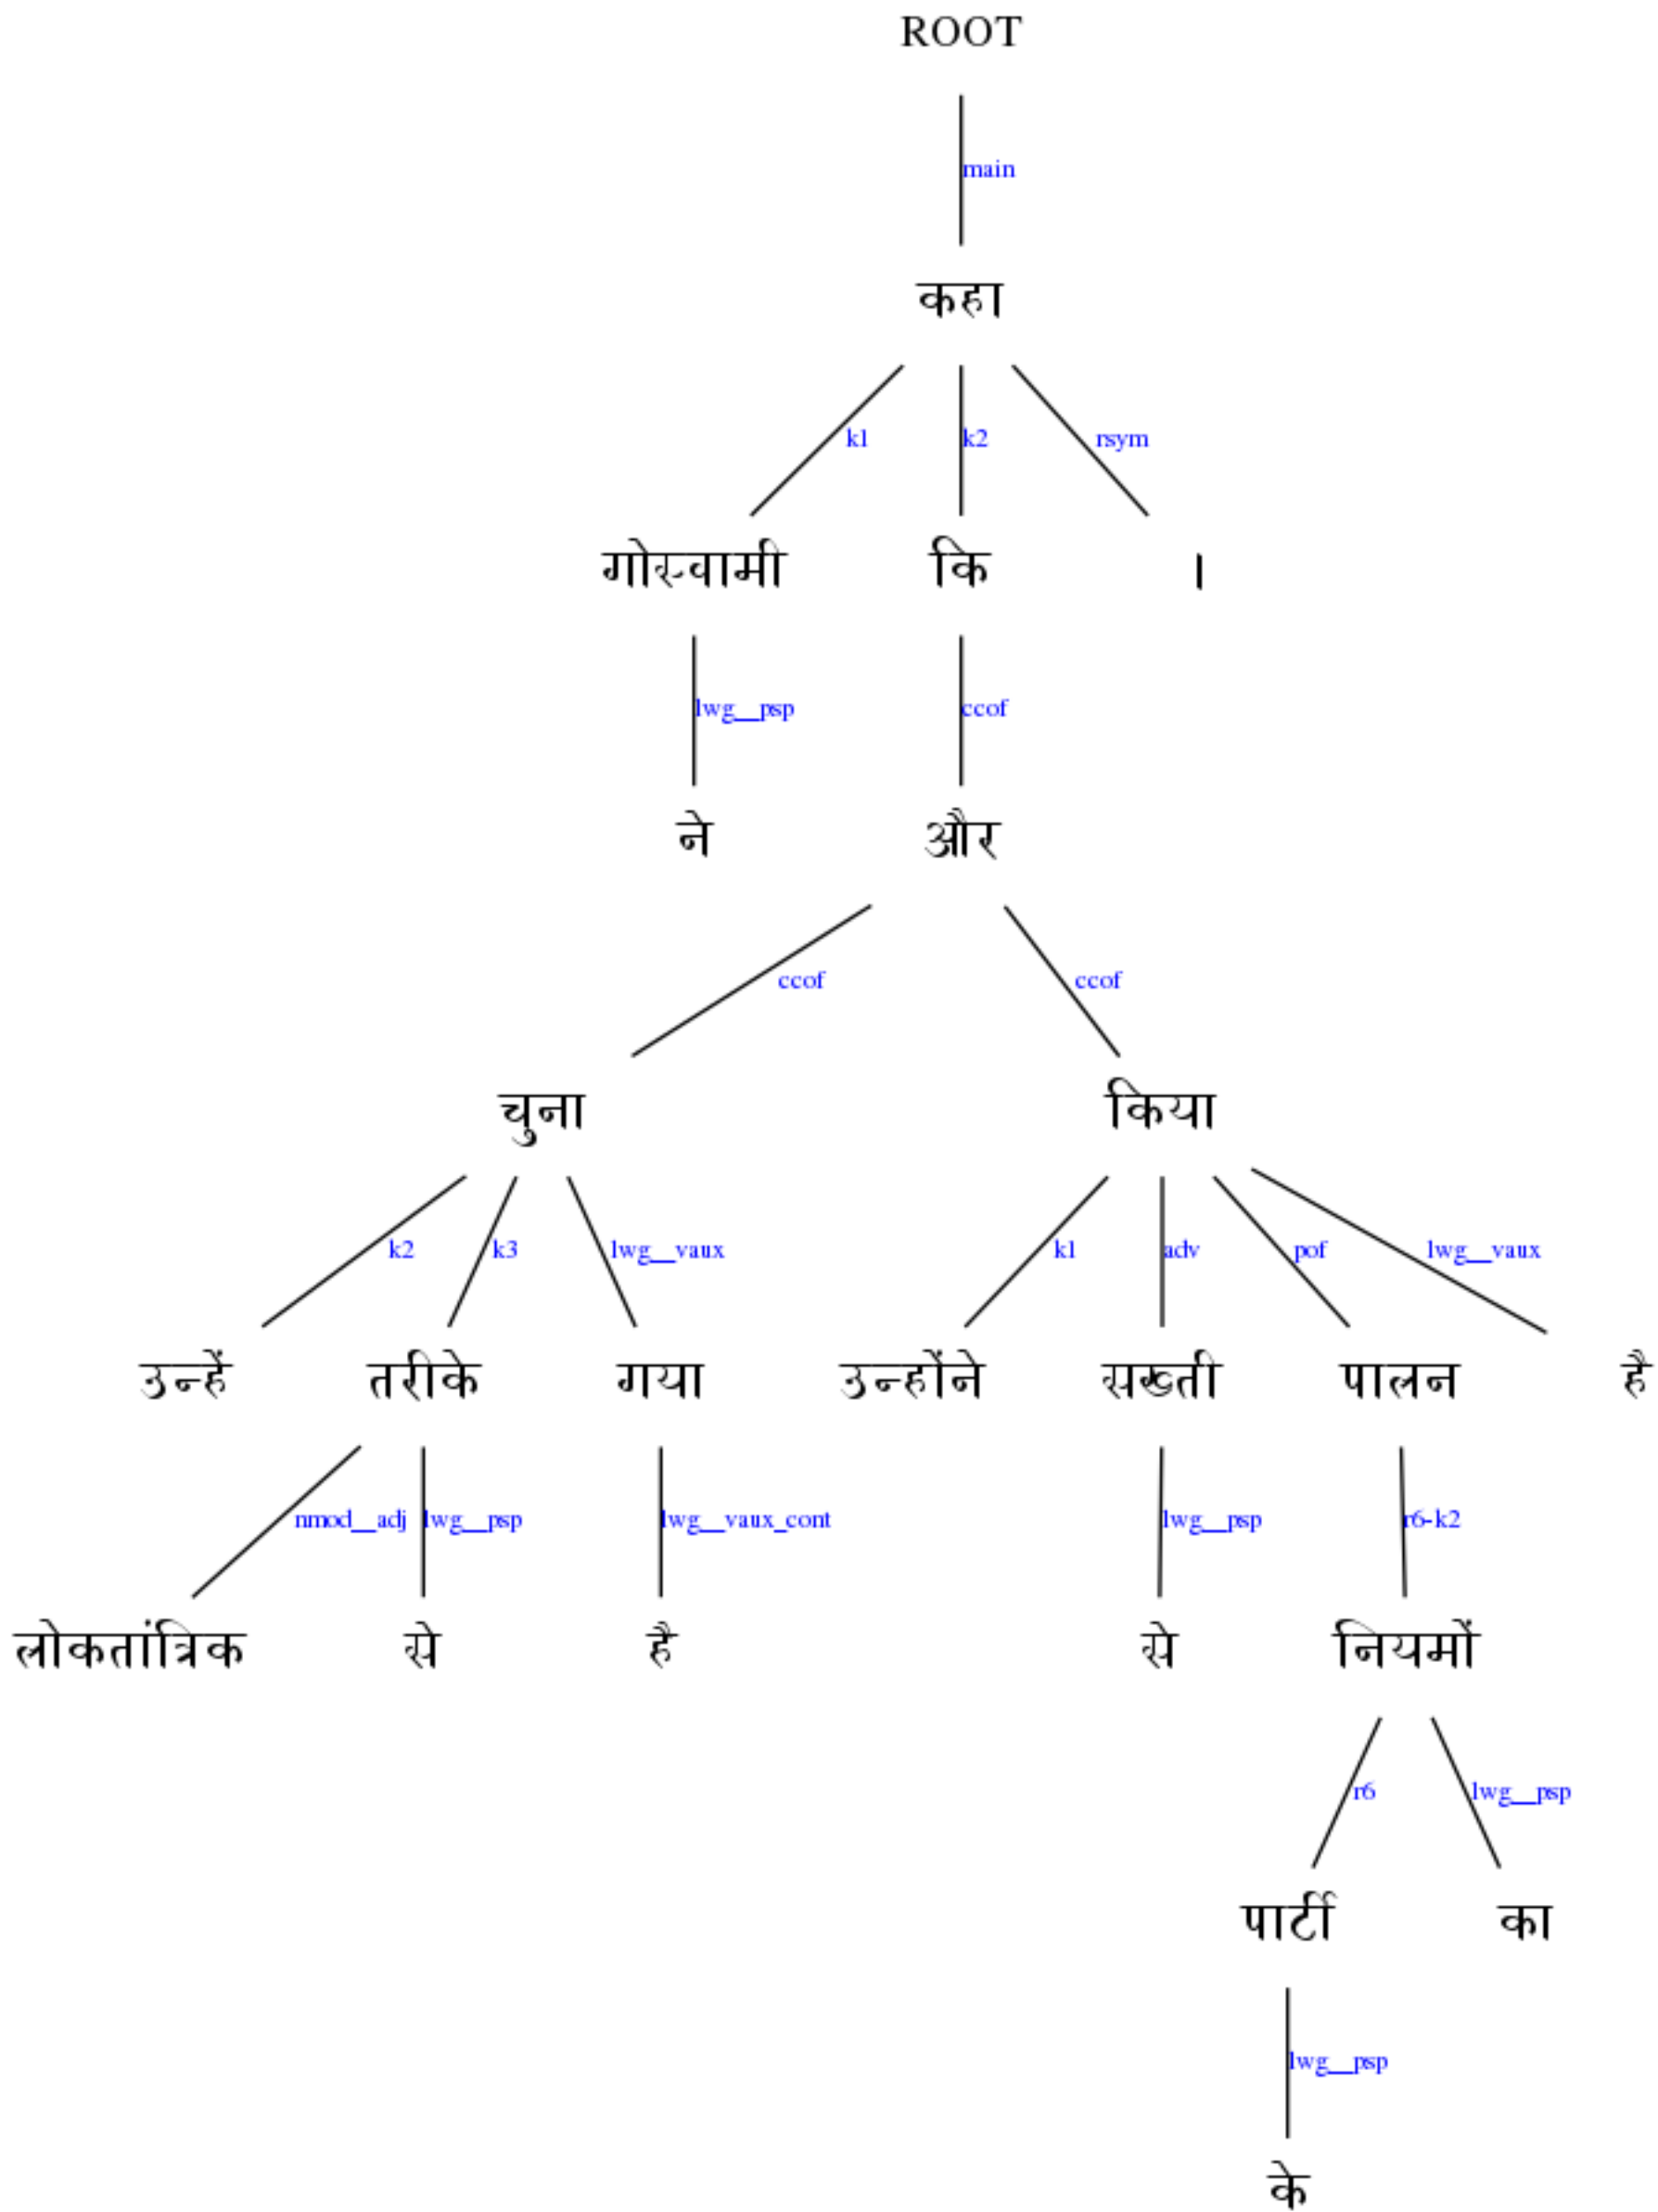 ROOT
main
कहा
k1 k2 rsym
गोस्वामी कि ।
lwg__psp ccof
ने और
ccof ccof
चुना किया
k2 k3 lwg__vaux k1 adv pof lwg__vaux
उन्हें तरीके गया उन्होंने सख्ती पालन है
nmod__adj lwg__psp lwg__vaux_cont lwg__psp r6-k2
लोकतांत्रिक से है से नियमों
r6 lwg__psp
पार्टी का
lwg__psp
के